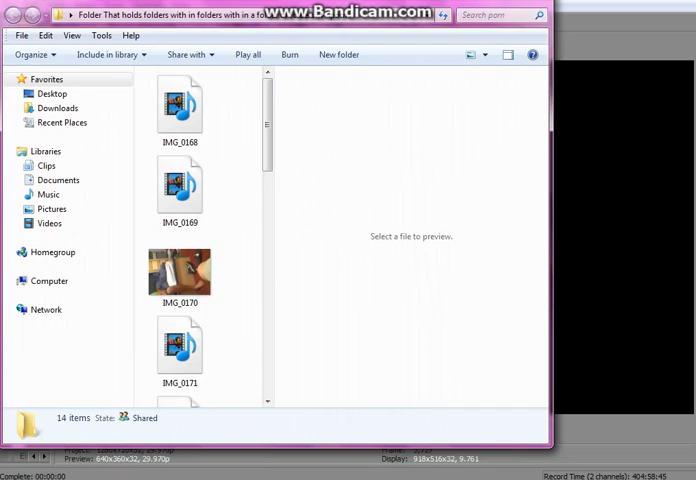 www.Bandicam.com
Folder That holds folders with in folders with in a fo
Search porn
File Edit View Tools Help
Organize Include in library Share with Play all Burn New folder
Favorites
Desktop
Downloads
Recent Places
Libraries
Clips
Documents
Music
Pictures
Videos
Homegroup
Computer
Network
IMG_0168
IMG_0169
IMG_0170
IMG_0171
Select a file to preview.
14 items State: Shared
Preview: 640x360x32, 29.970p
Display: 918x516x32, 9.761
Complete: 00:00:00
Record Time (2 channels): 404:58:45